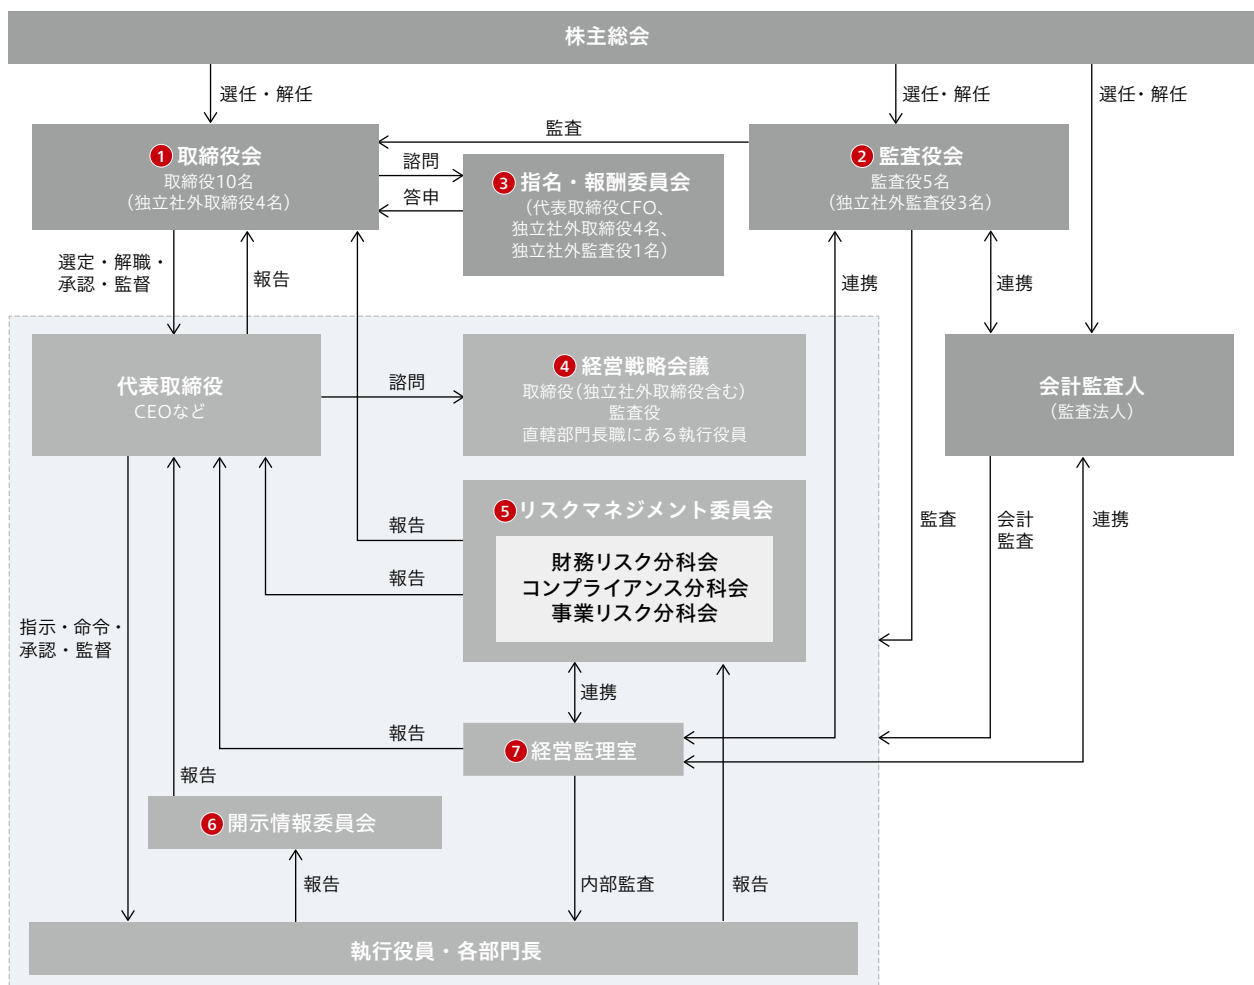 株主総会
選任・解任
選任・解任
選任・解任
監査
1 取締役会
取締役10名
(独立社外取締役4名)
諮問
答申
3 指名・報酬委員会
(代表取締役CFO、
独立社外取締役4名、
独立社外監査役1名)
2 監査役会
監査役5名
(独立社外監査役3名)
選定・解職・
承認・監督
報告
連携
連携
代表取締役
CEOなど
諮問
4 経営戦略会議
取締役(独立社外取締役含む)
監査役
直轄部門長職にある執行役員
会計監査人
(監査法人)
5 リスクマネジメント委員会
財務リスク分科会
コンプライアンス分科会
事業リスク分科会
報告
報告
監査
会計
監査
連携
指示・命令・
承認・監督
連携
報告
7 経営監理室
報告
6 開示情報委員会
報告
内部監査
報告
執行役員・各部門長